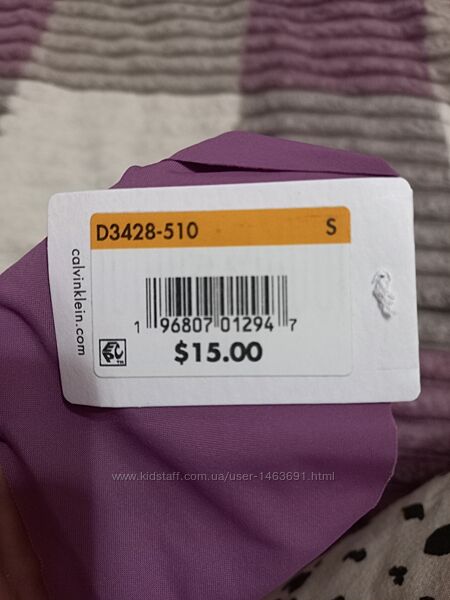 D3428-510 S
calvinklein.com
1 96807 01294 7
$15.00
www.kidstaff.com.ua/user-1463691.html